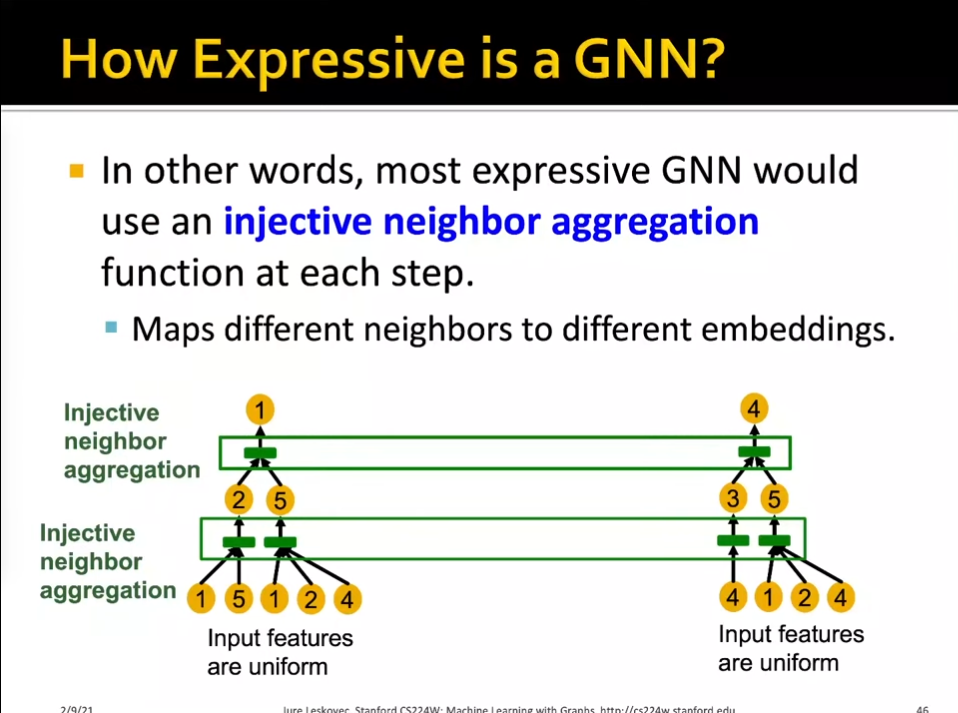 How Expressive is a GNN?
In other words, most expressive GNN would
use an injective neighbor aggregation
function at each step.
Maps different neighbors to different embeddings.
Injective
neighbor
aggregation
1
4
2 5
3 5
Injective
neighbor
aggregation
1 5 1 2 4
4 1 2 4
Input features
are uniform
Input features
are uniform
2/9/21
Jure Leskovec, Stanford CS224W: Machine Learning with Graphs, http://cs224w.stanford.edu
46